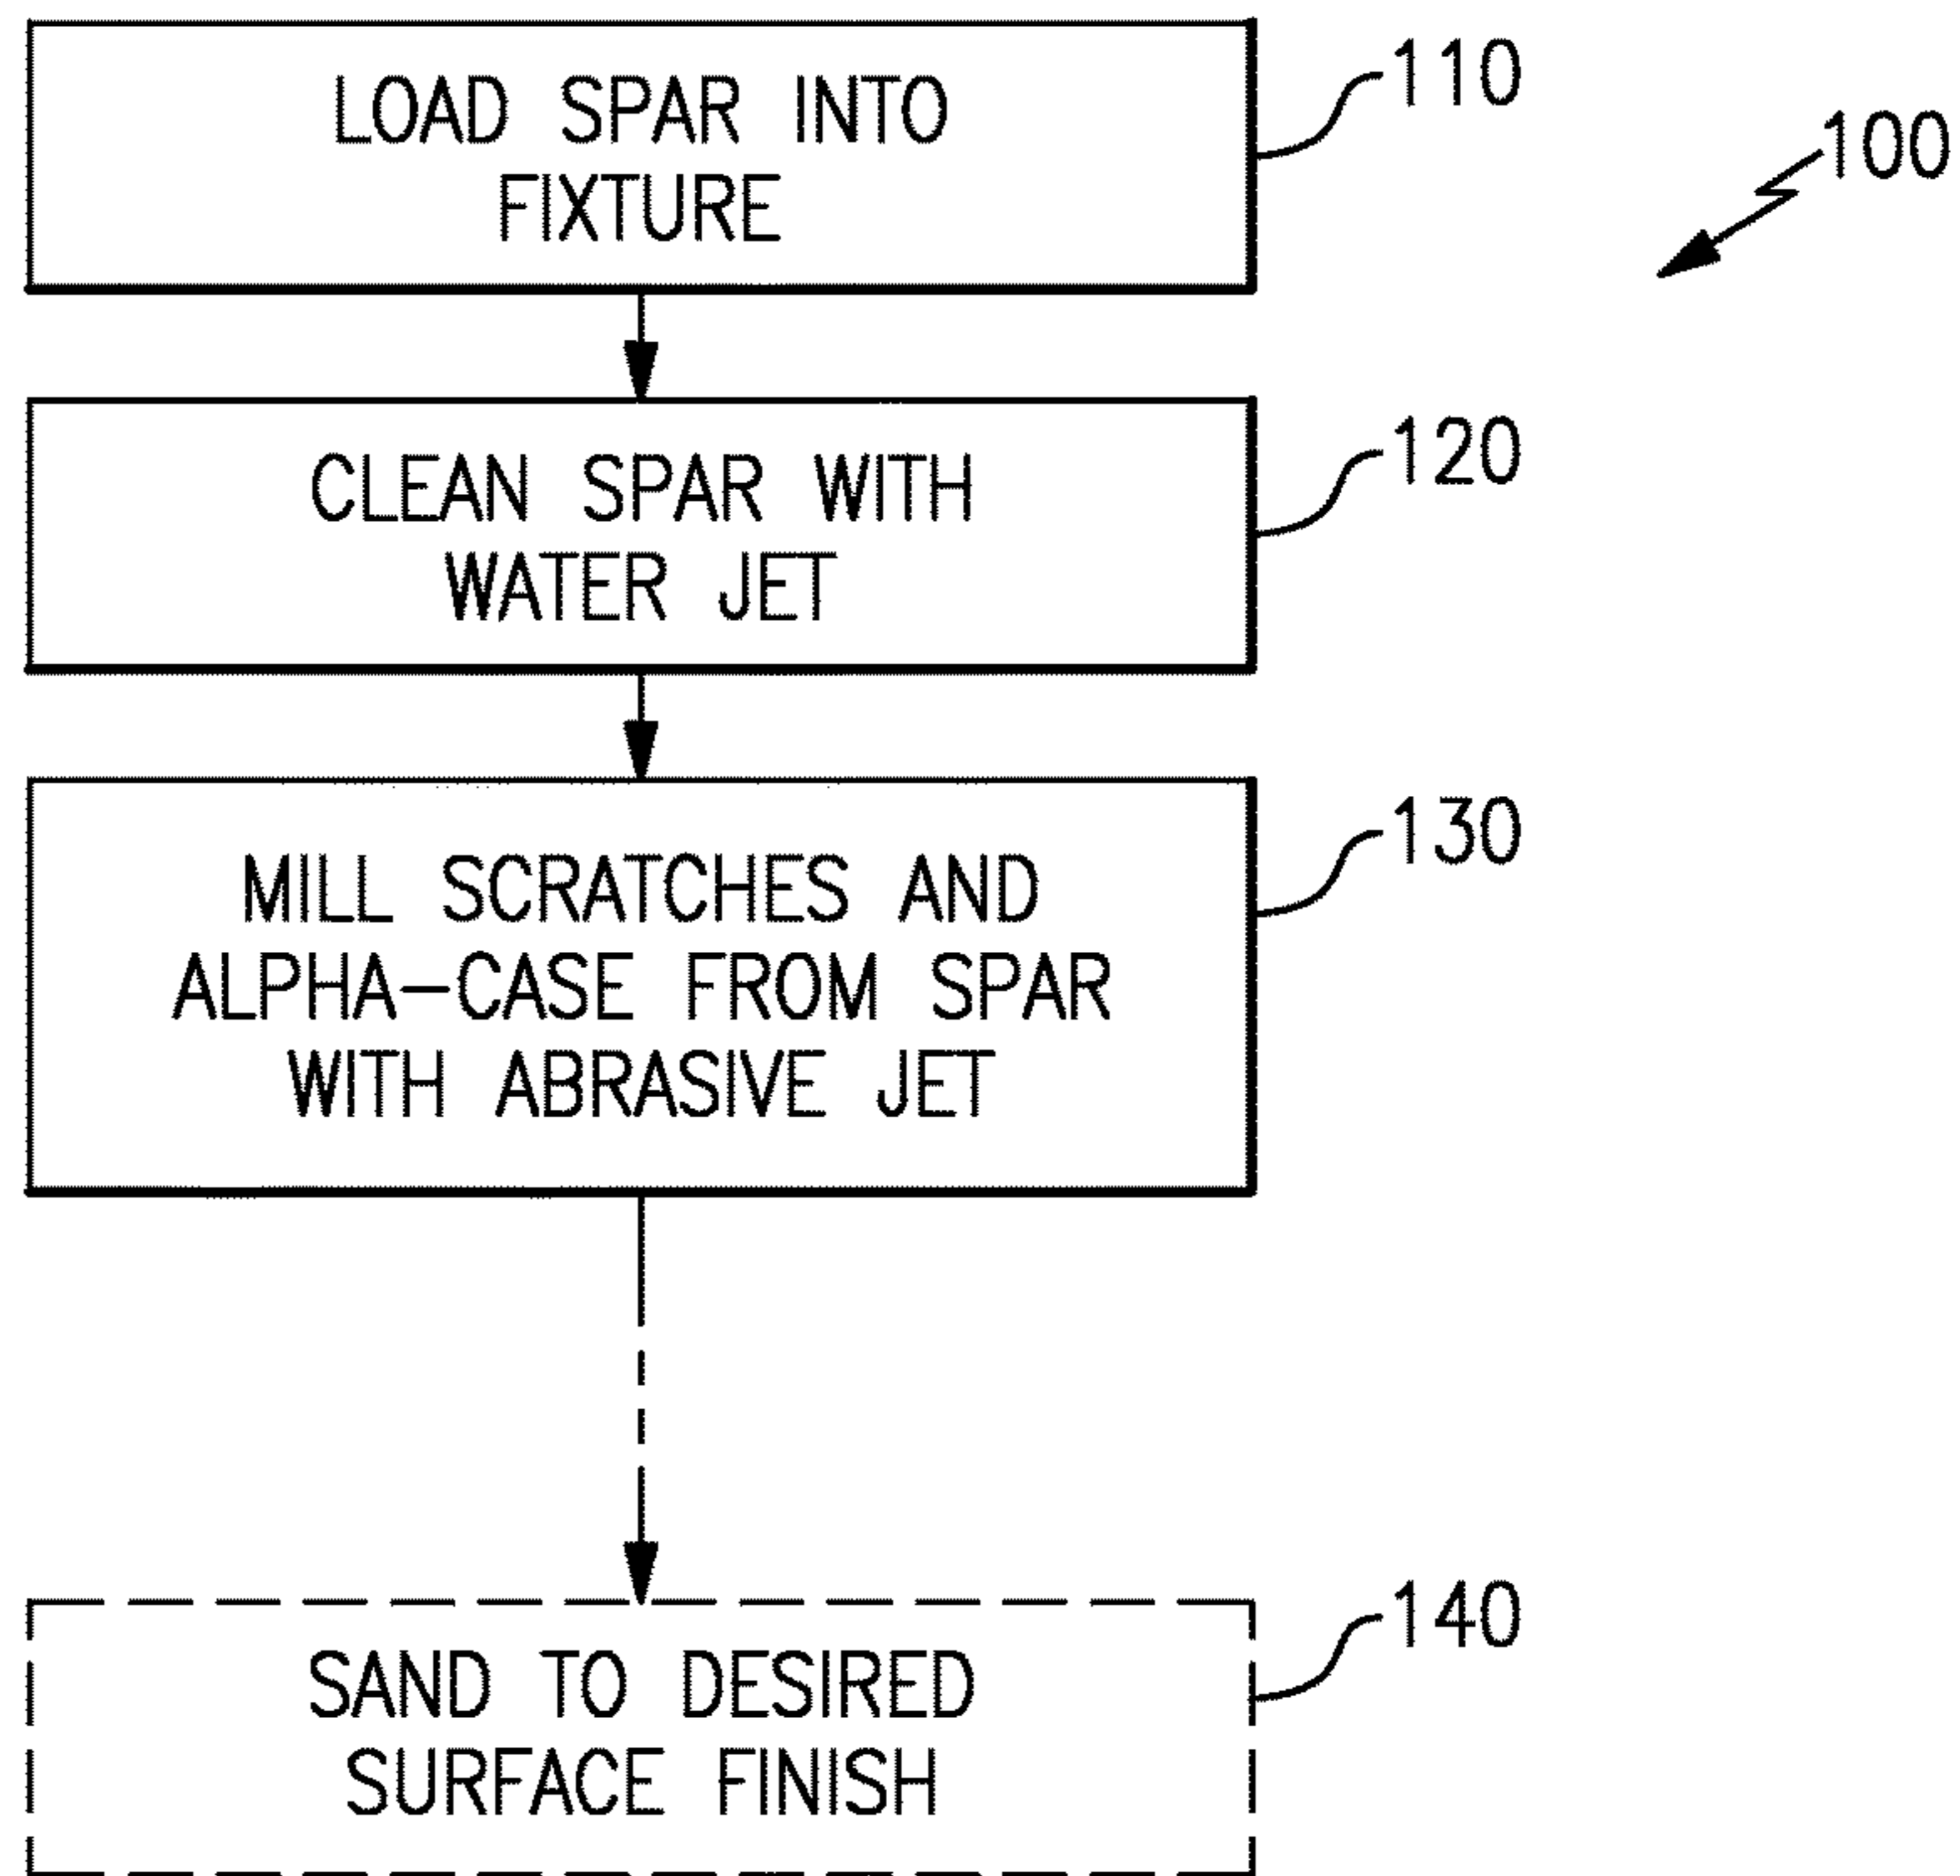 LOAD SPAR INTO
FIXTURE
110
100
CLEAN SPAR WITH
WATER JET
120
MILL SCRATCHES AND
ALPHA-CASE FROM SPAR
WITH ABRASIVE JET
130
SAND TO DESIRED
SURFACE FINISH
140